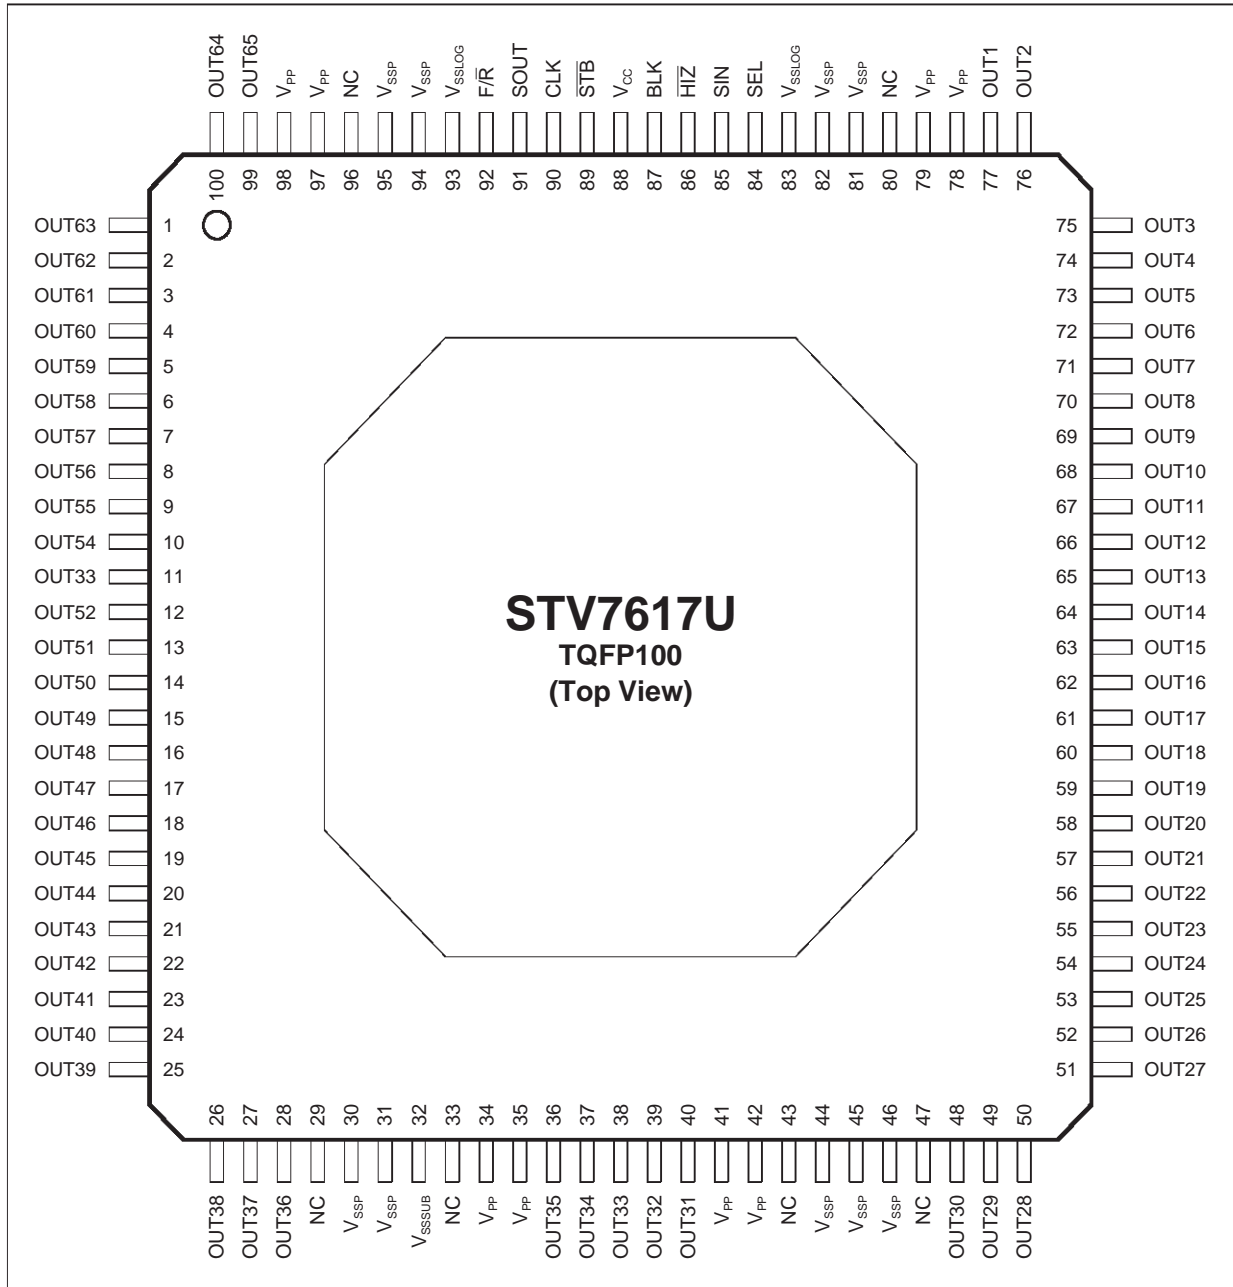 OUT64 OUT65 VPP VPP NC VSSP VSSP VSSLOG F/R̅ SOUT CLK S̅T̅B̅ VCC BLK H̅I̅Z̅ SIN SEL VSSLOG VSSP VSSP NC VPP VPP OUT1 OUT2
100 99 98 97 96 95 94 93 92 91 90 89 88 87 86 85 84 83 82 81 80 79 78 77 76
OUT63 1 75 OUT3
OUT62 2 74 OUT4
OUT61 3 73 OUT5
OUT60 4 72 OUT6
OUT59 5 71 OUT7
OUT58 6 70 OUT8
OUT57 7 69 OUT9
OUT56 8 68 OUT10
OUT55 9 67 OUT11
OUT54 10 66 OUT12
OUT33 11 65 OUT13
OUT52 12 64 OUT14
OUT51 13 63 OUT15
OUT50 14 62 OUT16
OUT49 15 61 OUT17
OUT48 16 60 OUT18
OUT47 17 59 OUT19
OUT46 18 58 OUT20
OUT45 19 57 OUT21
OUT44 20 56 OUT22
OUT43 21 55 OUT23
OUT42 22 54 OUT24
OUT41 23 53 OUT25
OUT40 24 52 OUT26
OUT39 25 51 OUT27
STV7617U
TQFP100
(Top View)
26 27 28 29 30 31 32 33 34 35 36 37 38 39 40 41 42 43 44 45 46 47 48 49 50
OUT38 OUT37 OUT36 NC VSSP VSSP VSSSUB NC VPP VPP OUT35 OUT34 OUT33 OUT32 OUT31 VPP VPP NC VSSP VSSP VSSP NC OUT30 OUT29 OUT28